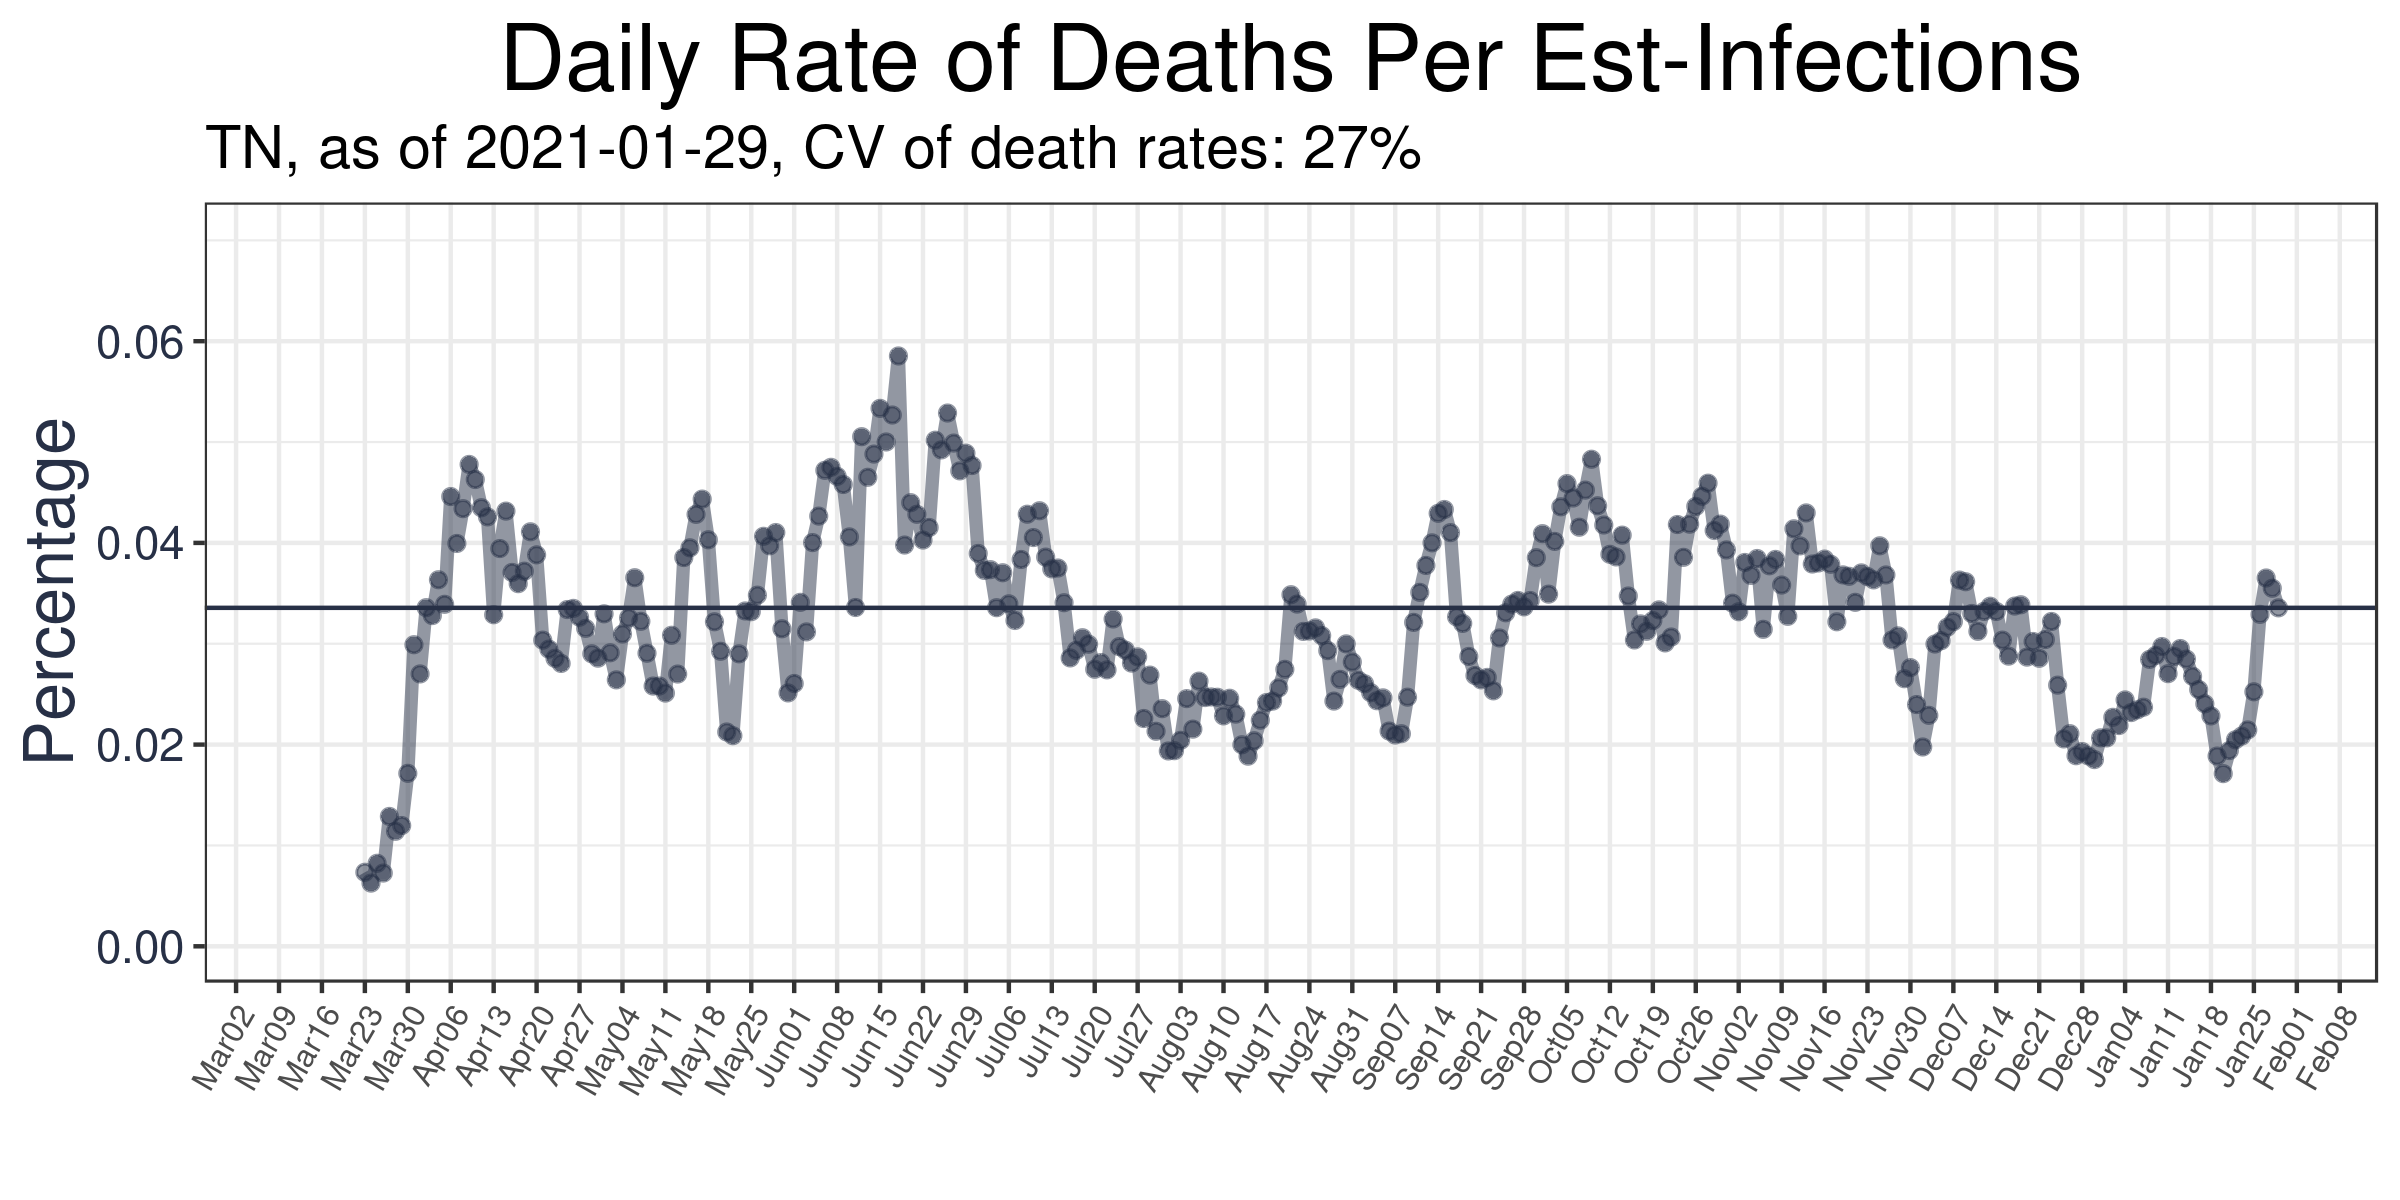 Daily Rate of Deaths Per Est-Infections
TN, as of 2021-01-29, CV of death rates: 27%
Percentage
0.06
0.04
0.02
0.00
Mar02
Mar09
Mar16
Mar23
Mar30
Apr06
Apr13
Apr20
Apr27
May04
May11
May18
May25
Jun01
Jun08
Jun15
Jun22
Jun29
Jul06
Jul13
Jul20
Jul27
Aug03
Aug10
Aug17
Aug24
Aug31
Sep07
Sep14
Sep21
Sep28
Oct05
Oct12
Oct19
Oct26
Nov02
Nov09
Nov16
Nov23
Nov30
Dec07
Dec14
Dec21
Dec28
Jan04
Jan11
Jan18
Jan25
Feb01
Feb08